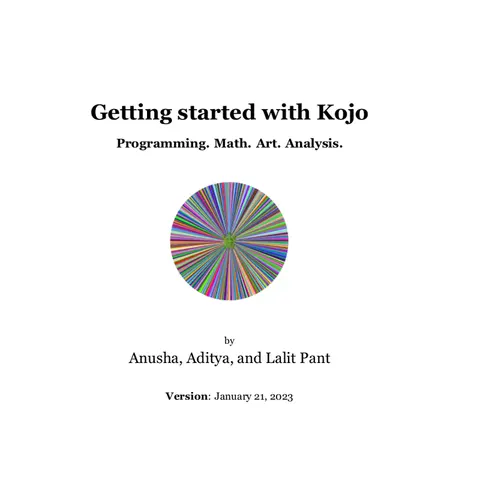 Getting started with Kojo
Programming. Math. Art. Analysis.
by
Anusha, Aditya, and Lalit Pant
Version: January 21, 2023